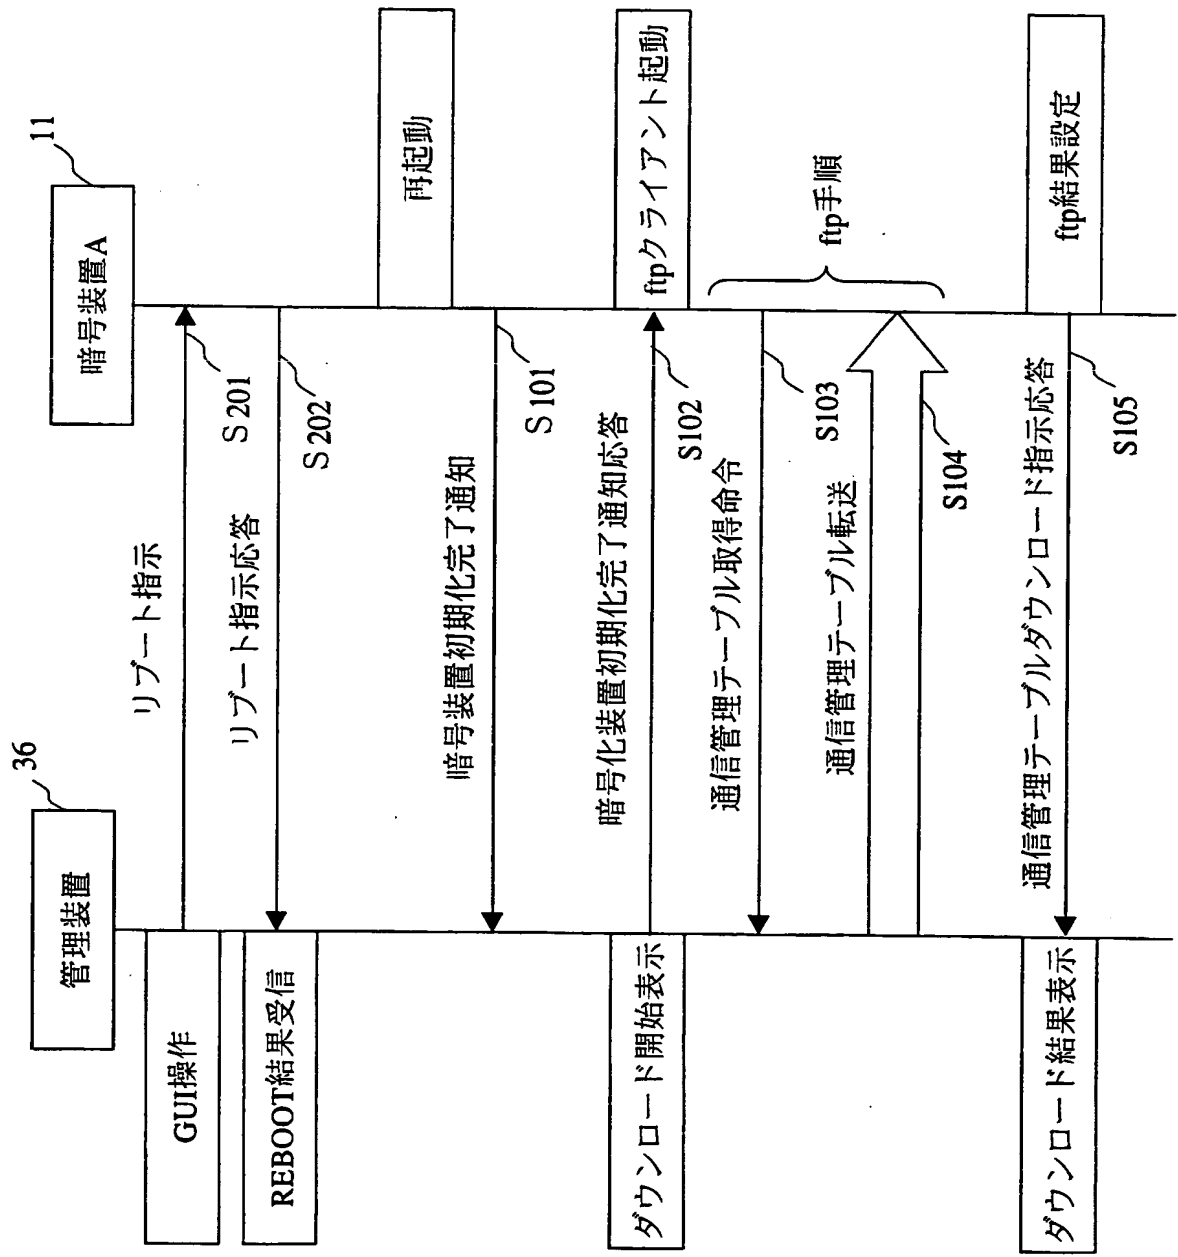 36
管理装置
11
暗号装置A
GUI操作
リブート指示
S201
REBOOT結果受信
リブート指示応答
S202
再起動
暗号装置初期化完了通知
S101
ダウンロード開始表示
暗号化装置初期化完了通知応答
S102
ftpクライアント起動
通信管理テーブル取得命令
S103
ftp手順
通信管理テーブル転送
S104
ダウンロード結果表示
通信管理テーブルダウンロード指示応答
S105
ftp結果設定